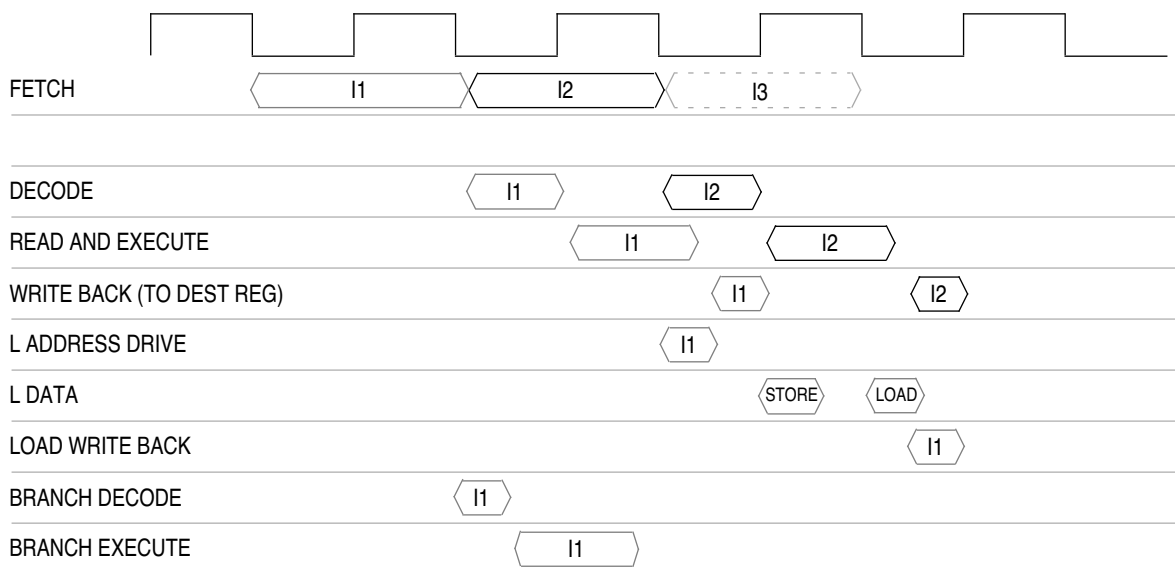 FETCH I1 I2 I3
DECODE I1 I2
READ AND EXECUTE I1 I2
WRITE BACK (TO DEST REG) I1 I2
L ADDRESS DRIVE I1
L DATA STORE LOAD
LOAD WRITE BACK I1
BRANCH DECODE I1
BRANCH EXECUTE I1